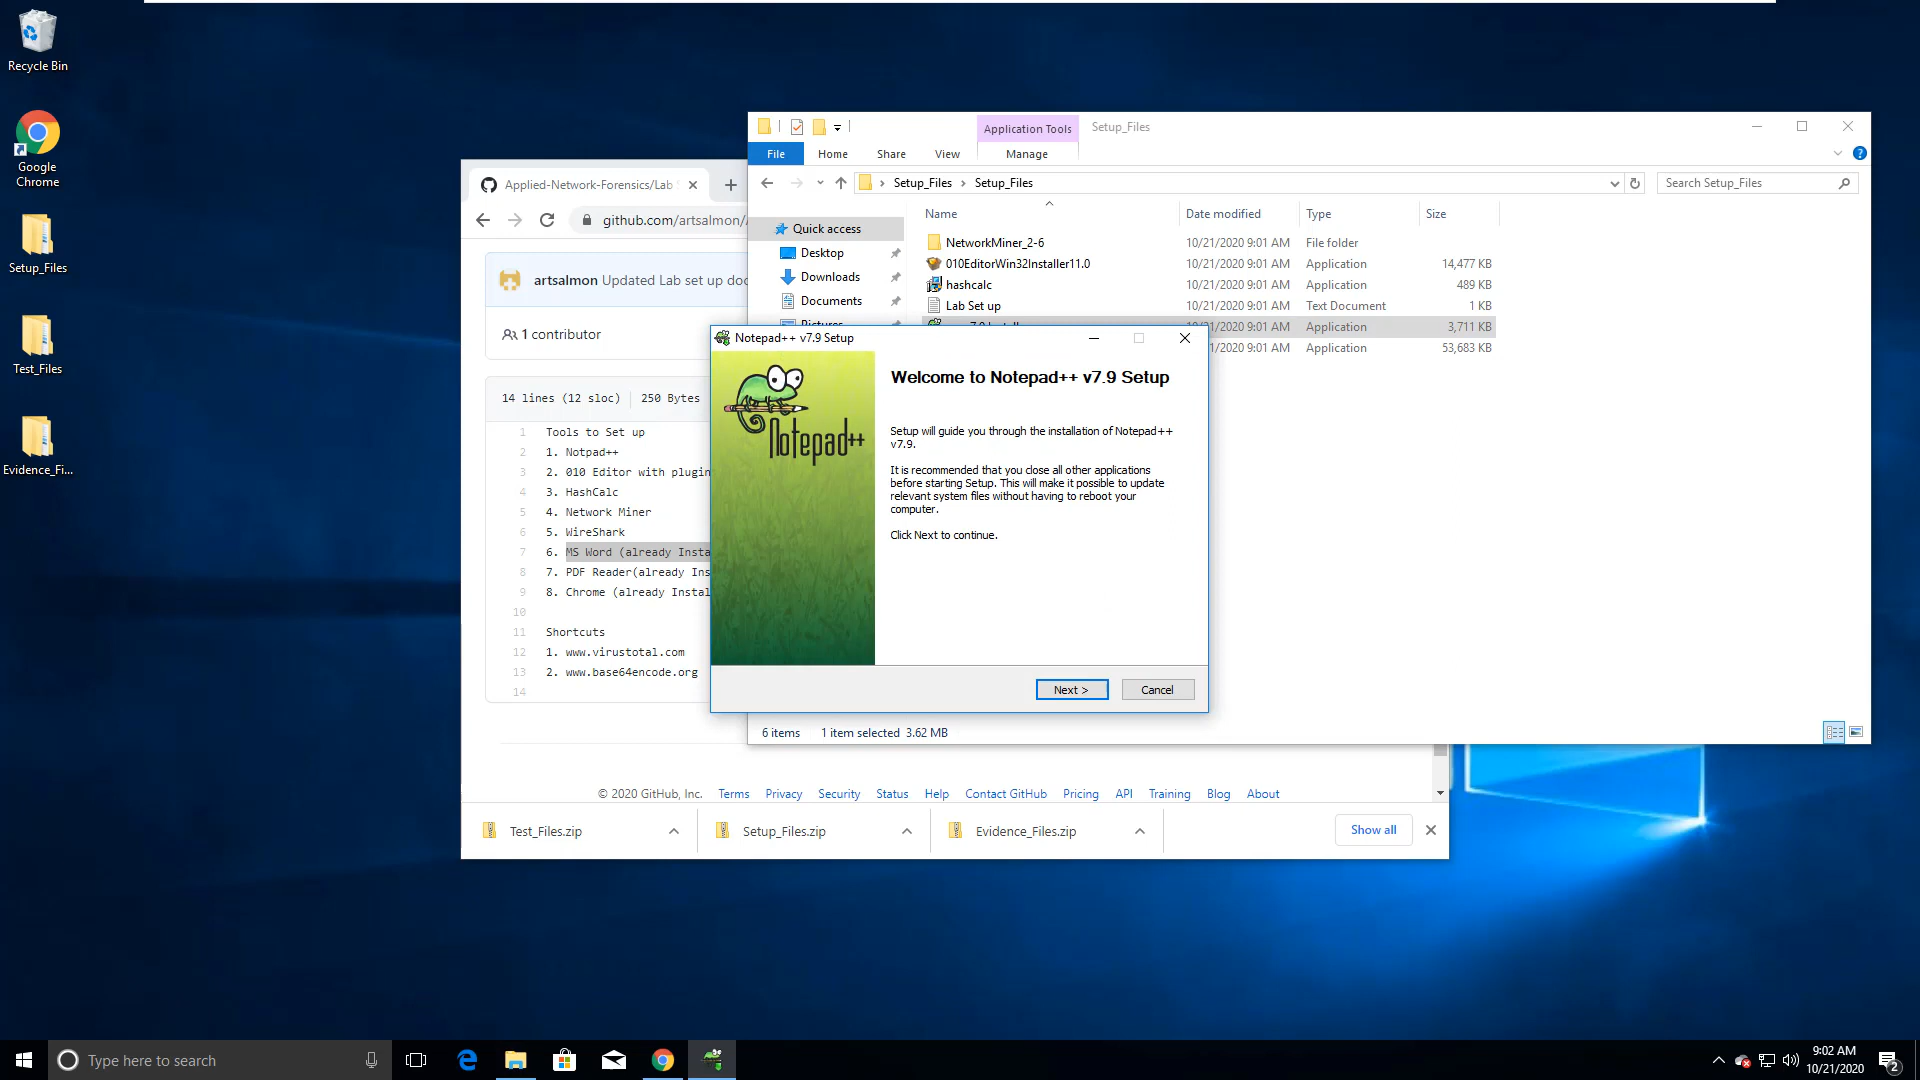 Recycle Bin
Google
Chrome
Setup_Files
Test_Files
Evidence_Fi...
Applied-Network-Forensics/Lab
github.com/artsalmon/
artsalmon Updated Lab set up doc
1 contributor
14 lines (12 sloc) 250 Bytes
1 Tools to Set up
2 1. Notpad++
3 2. 010 Editor with plugin
4 3. HashCalc
5 4. Network Miner
6 5. WireShark
7 6. MS Word (already Insta
8 7. PDF Reader(already Ins
9 8. Chrome (already Instal
10
11 Shortcuts
12 1. www.virustotal.com
13 2. www.base64encode.org
14
© 2020 GitHub, Inc. Terms Privacy Security Status Help Contact GitHub Pricing API Training Blog About
Test_Files.zip
Setup_Files.zip
Evidence_Files.zip
Show all
Application Tools
Setup_Files
File Home Share View Manage
Setup_Files > Setup_Files
Search Setup_Files
Quick access
Desktop
Downloads
Documents
Pictures
Name Date modified Type Size
NetworkMiner_2-6 10/21/2020 9:01 AM File folder
010EditorWin32Installer11.0 10/21/2020 9:01 AM Application 14,477 KB
hashcalc 10/21/2020 9:01 AM Application 489 KB
Lab Set up 10/21/2020 9:01 AM Text Document 1 KB
/2020 9:01 AM Application 3,711 KB
1/2020 9:01 AM Application 53,683 KB
6 items 1 item selected 3.62 MB
Notepad++ v7.9 Setup
Notepad++
Welcome to Notepad++ v7.9 Setup
Setup will guide you through the installation of Notepad++
v7.9.
It is recommended that you close all other applications
before starting Setup. This will make it possible to update
relevant system files without having to reboot your
computer.
Click Next to continue.
Next >
Cancel
Type here to search
9:02 AM
10/21/2020
2